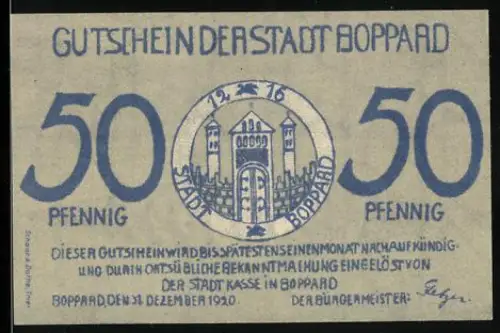 GUTSCHEIN DER STADT BOPPARD
12 16
50 PFENNIG
STADT BOPPARD
50 PFENNIG
DIESER GUTSCHEIN WIRD BIS SPÄTESTENS EINEN MONAT NACH AUFKÜNDIG-
UNG DURCH ORTSÜBLICHE BEKANNTMACHUNG EINGELÖST VON
DER STADTKASSE IN BOPPARD
BOPPARD, DEN 31. DEZEMBER 1920 DER BÜRGERMEISTER: